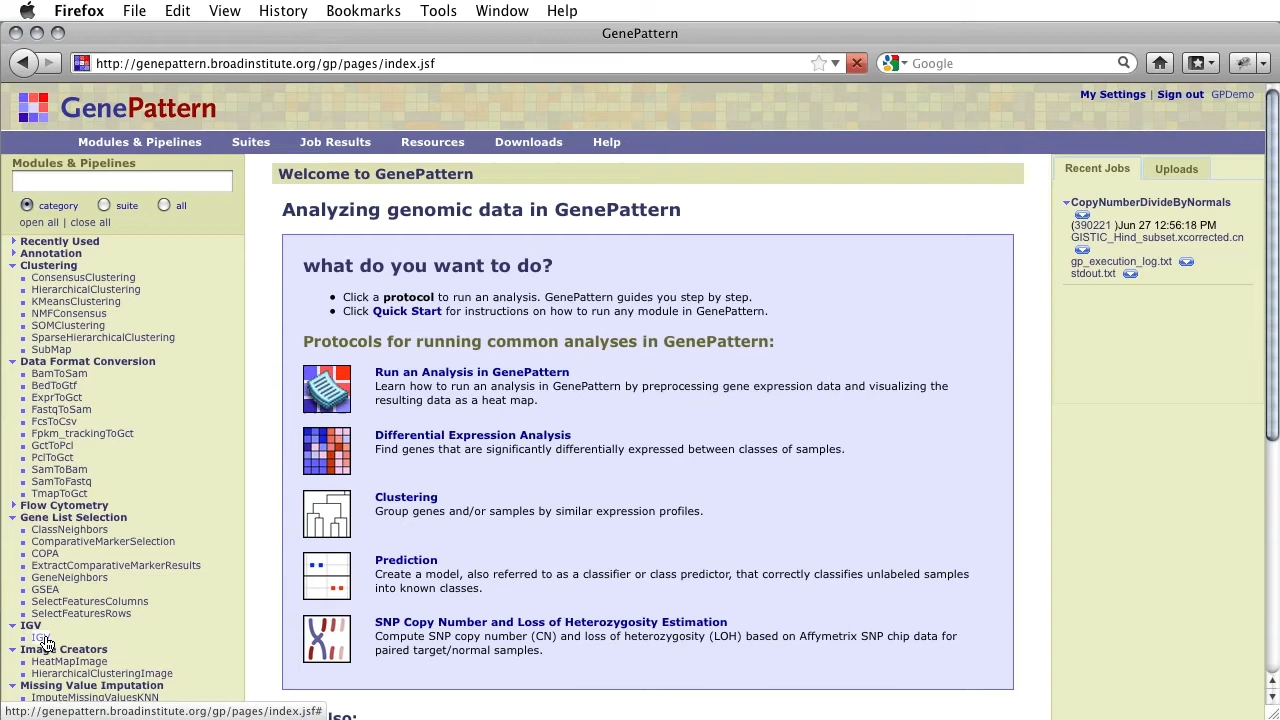 Firefox File Edit View History Bookmarks Tools Window Help
GenePattern
http://genepattern.broadinstitute.org/gp/pages/index.jsf
Google
My Settings | Sign out GPDemo
GenePattern
Modules & Pipelines Suites Job Results Resources Downloads Help
Modules & Pipelines
category suite all
open all | close all
Recently Used
Annotation
Clustering
ConsensusClustering
HierarchicalClustering
KMeansClustering
NMFConsensus
SOMClustering
SparseHierarchicalClustering
SubMap
Data Format Conversion
BamToSam
BedToGtf
ExprToGct
FastqToSam
FcsToCsv
Fpkm_trackingToGct
GctToPcl
PclToGct
SamToBam
SamToFastq
TmapToGct
Flow Cytometry
Gene List Selection
ClassNeighbors
ComparativeMarkerSelection
COPA
ExtractComparativeMarkerResults
GeneNeighbors
GSEA
SelectFeaturesColumns
SelectFeaturesRows
IGV
IGV
Image Creators
HeatMapImage
HierarchicalClusteringImage
Missing Value Imputation
ImputeMissingValuesKNN
http://genepattern.broadinstitute.org/gp/pages/index.jsf#
Welcome to GenePattern
Analyzing genomic data in GenePattern
what do you want to do?
• Click a protocol to run an analysis. GenePattern guides you step by step.
• Click Quick Start for instructions on how to run any module in GenePattern.
Protocols for running common analyses in GenePattern:
Run an Analysis in GenePattern
Learn how to run an analysis in GenePattern by preprocessing gene expression data and visualizing the
resulting data as a heat map.
Differential Expression Analysis
Find genes that are significantly differentially expressed between classes of samples.
Clustering
Group genes and/or samples by similar expression profiles.
Prediction
Create a model, also referred to as a classifier or class predictor, that correctly classifies unlabeled samples
into known classes.
SNP Copy Number and Loss of Heterozygosity Estimation
Compute SNP copy number (CN) and loss of heterozygosity (LOH) based on Affymetrix SNP chip data for
paired target/normal samples.
lso:
Recent Jobs Uploads
CopyNumberDivideByNormals
(390221 )Jun 27 12:56:18 PM
GISTIC_Hind_subset.xcorrected.cn
gp_execution_log.txt
stdout.txt